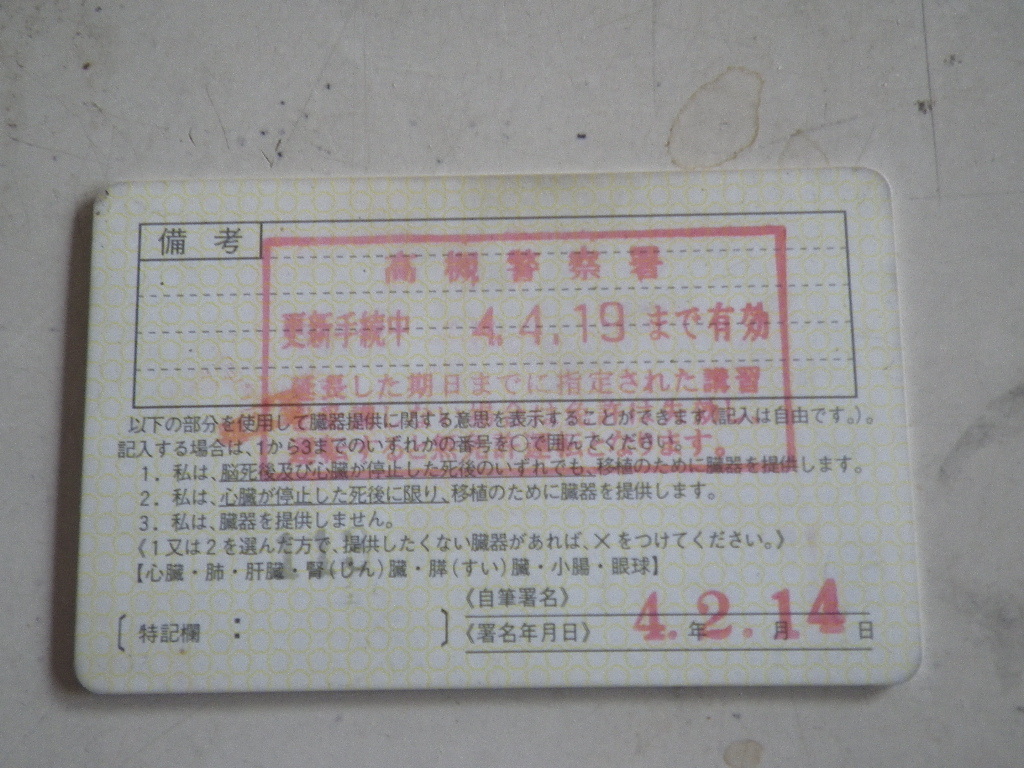 備考
高槻警察署
更新手続中 4.4.19 まで有効
延長した期日までに指定された講習
なります。
以下の部分を使用して臓器提供に関する意思を表示することができます(記入は自由です。)。
記入する場合は、1から3までのいずれかの番号を○で囲んでください。
1. 私は、脳死後及び心臓が停止した死後のいずれでも、移植のために臓器を提供します。
2. 私は、心臓が停止した死後に限り、移植のために臓器を提供します。
3. 私は、臓器を提供しません。
《1又は2を選んだ方で、提供したくない臓器があれば、×をつけてください。》
【心臓・肺・肝臓・腎(じん)臓・膵(すい)臓・小腸・眼球】
《自筆署名》
〔特記欄: 〕
《署名年月日》 4.年2.月14日